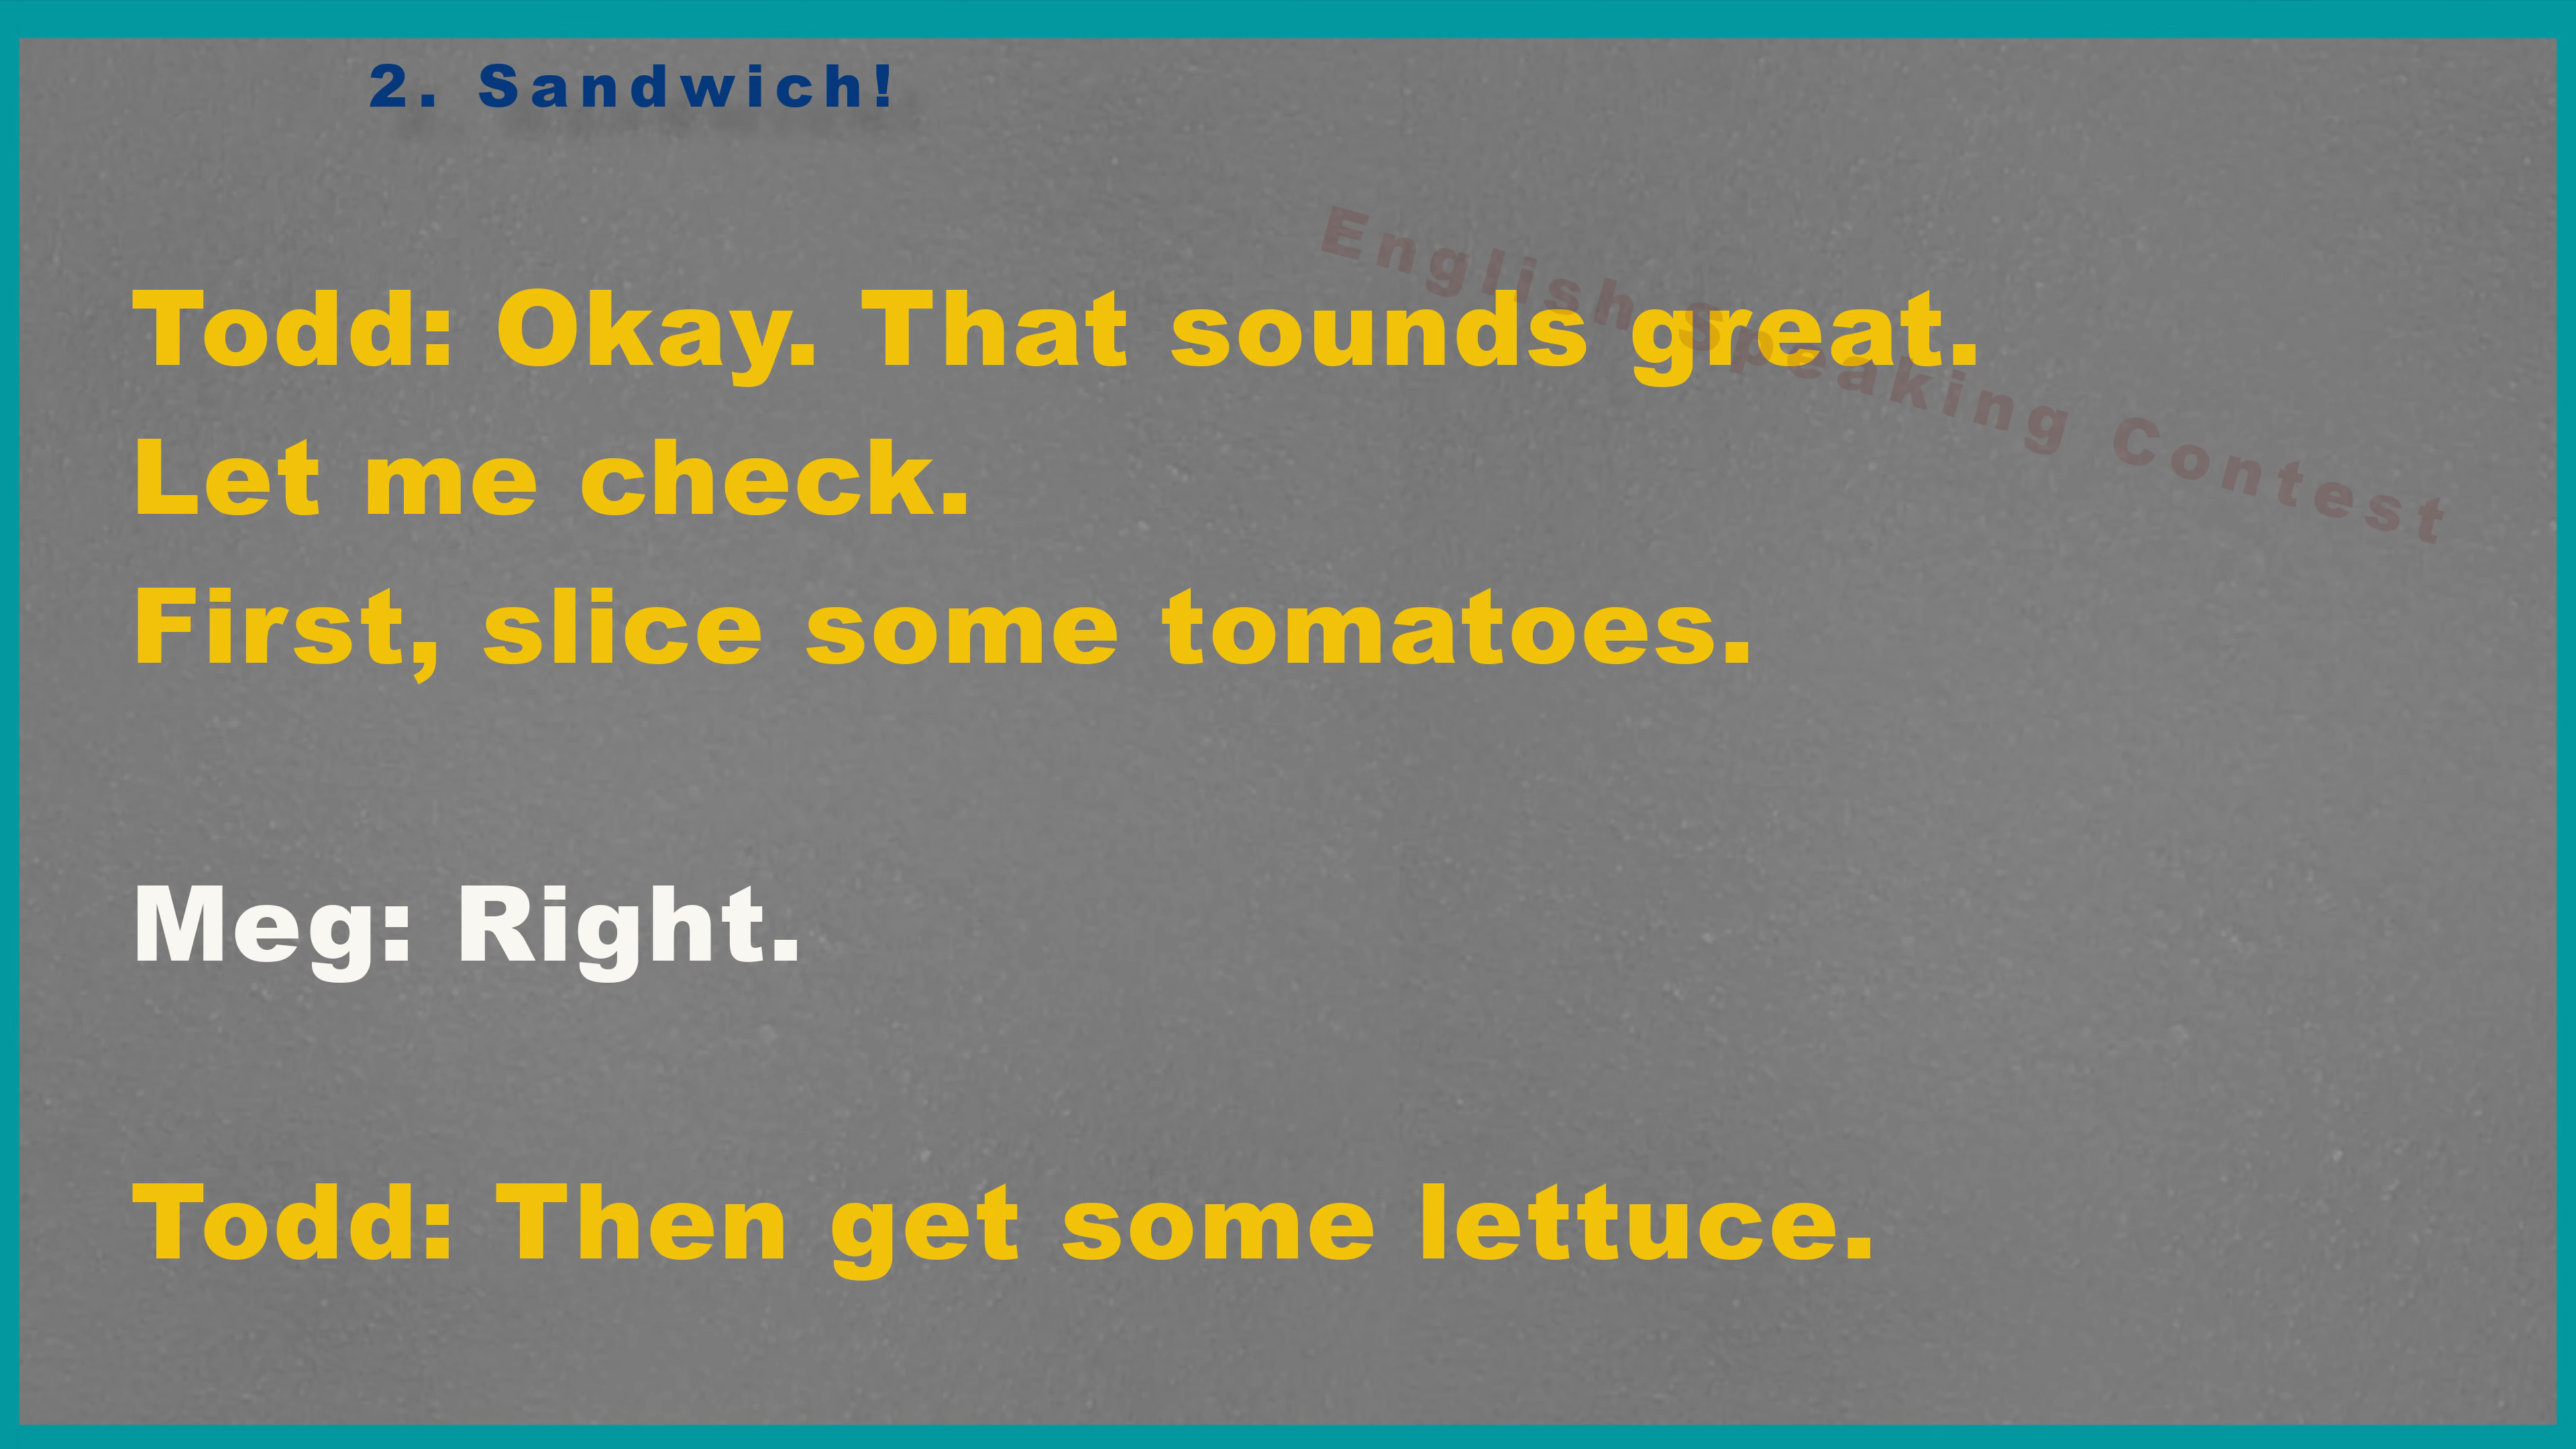 2. Sandwich!
English Speaking Contest
Todd: Okay. That sounds great.
Let me check.
First, slice some tomatoes.
Meg: Right.
Todd: Then get some lettuce.